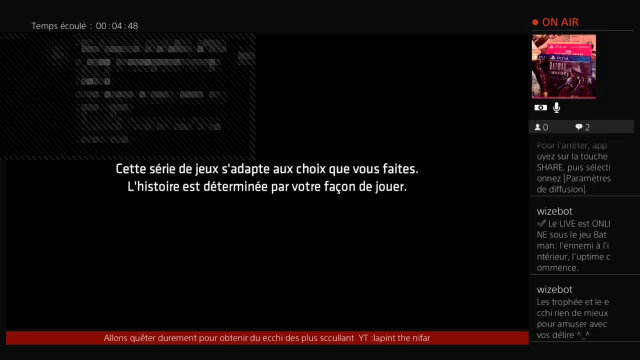 Temps écoulé : 00:04:48
ON AIR
0
2
Cette série de jeux s'adapte aux choix que vous faites.
L'histoire est déterminée par votre façon de jouer.
Pour l'arrêter, app
uyez sur la touche
SHARE, puis sélecti
onnez [Paramètres
de diffusion].
wizebot
Le LIVE est ONLI
NE sous le jeu Bat
man: l'ennemi à l'i
ntérieur, l'uptime c
ommence.
wizebot
Les trophée et le e
cchi rien de mieux
pour amuser avec
vos délire ^_^
Allons quêter durement pour obtenir du ecchi des plus scculant YT :lapint the nifar